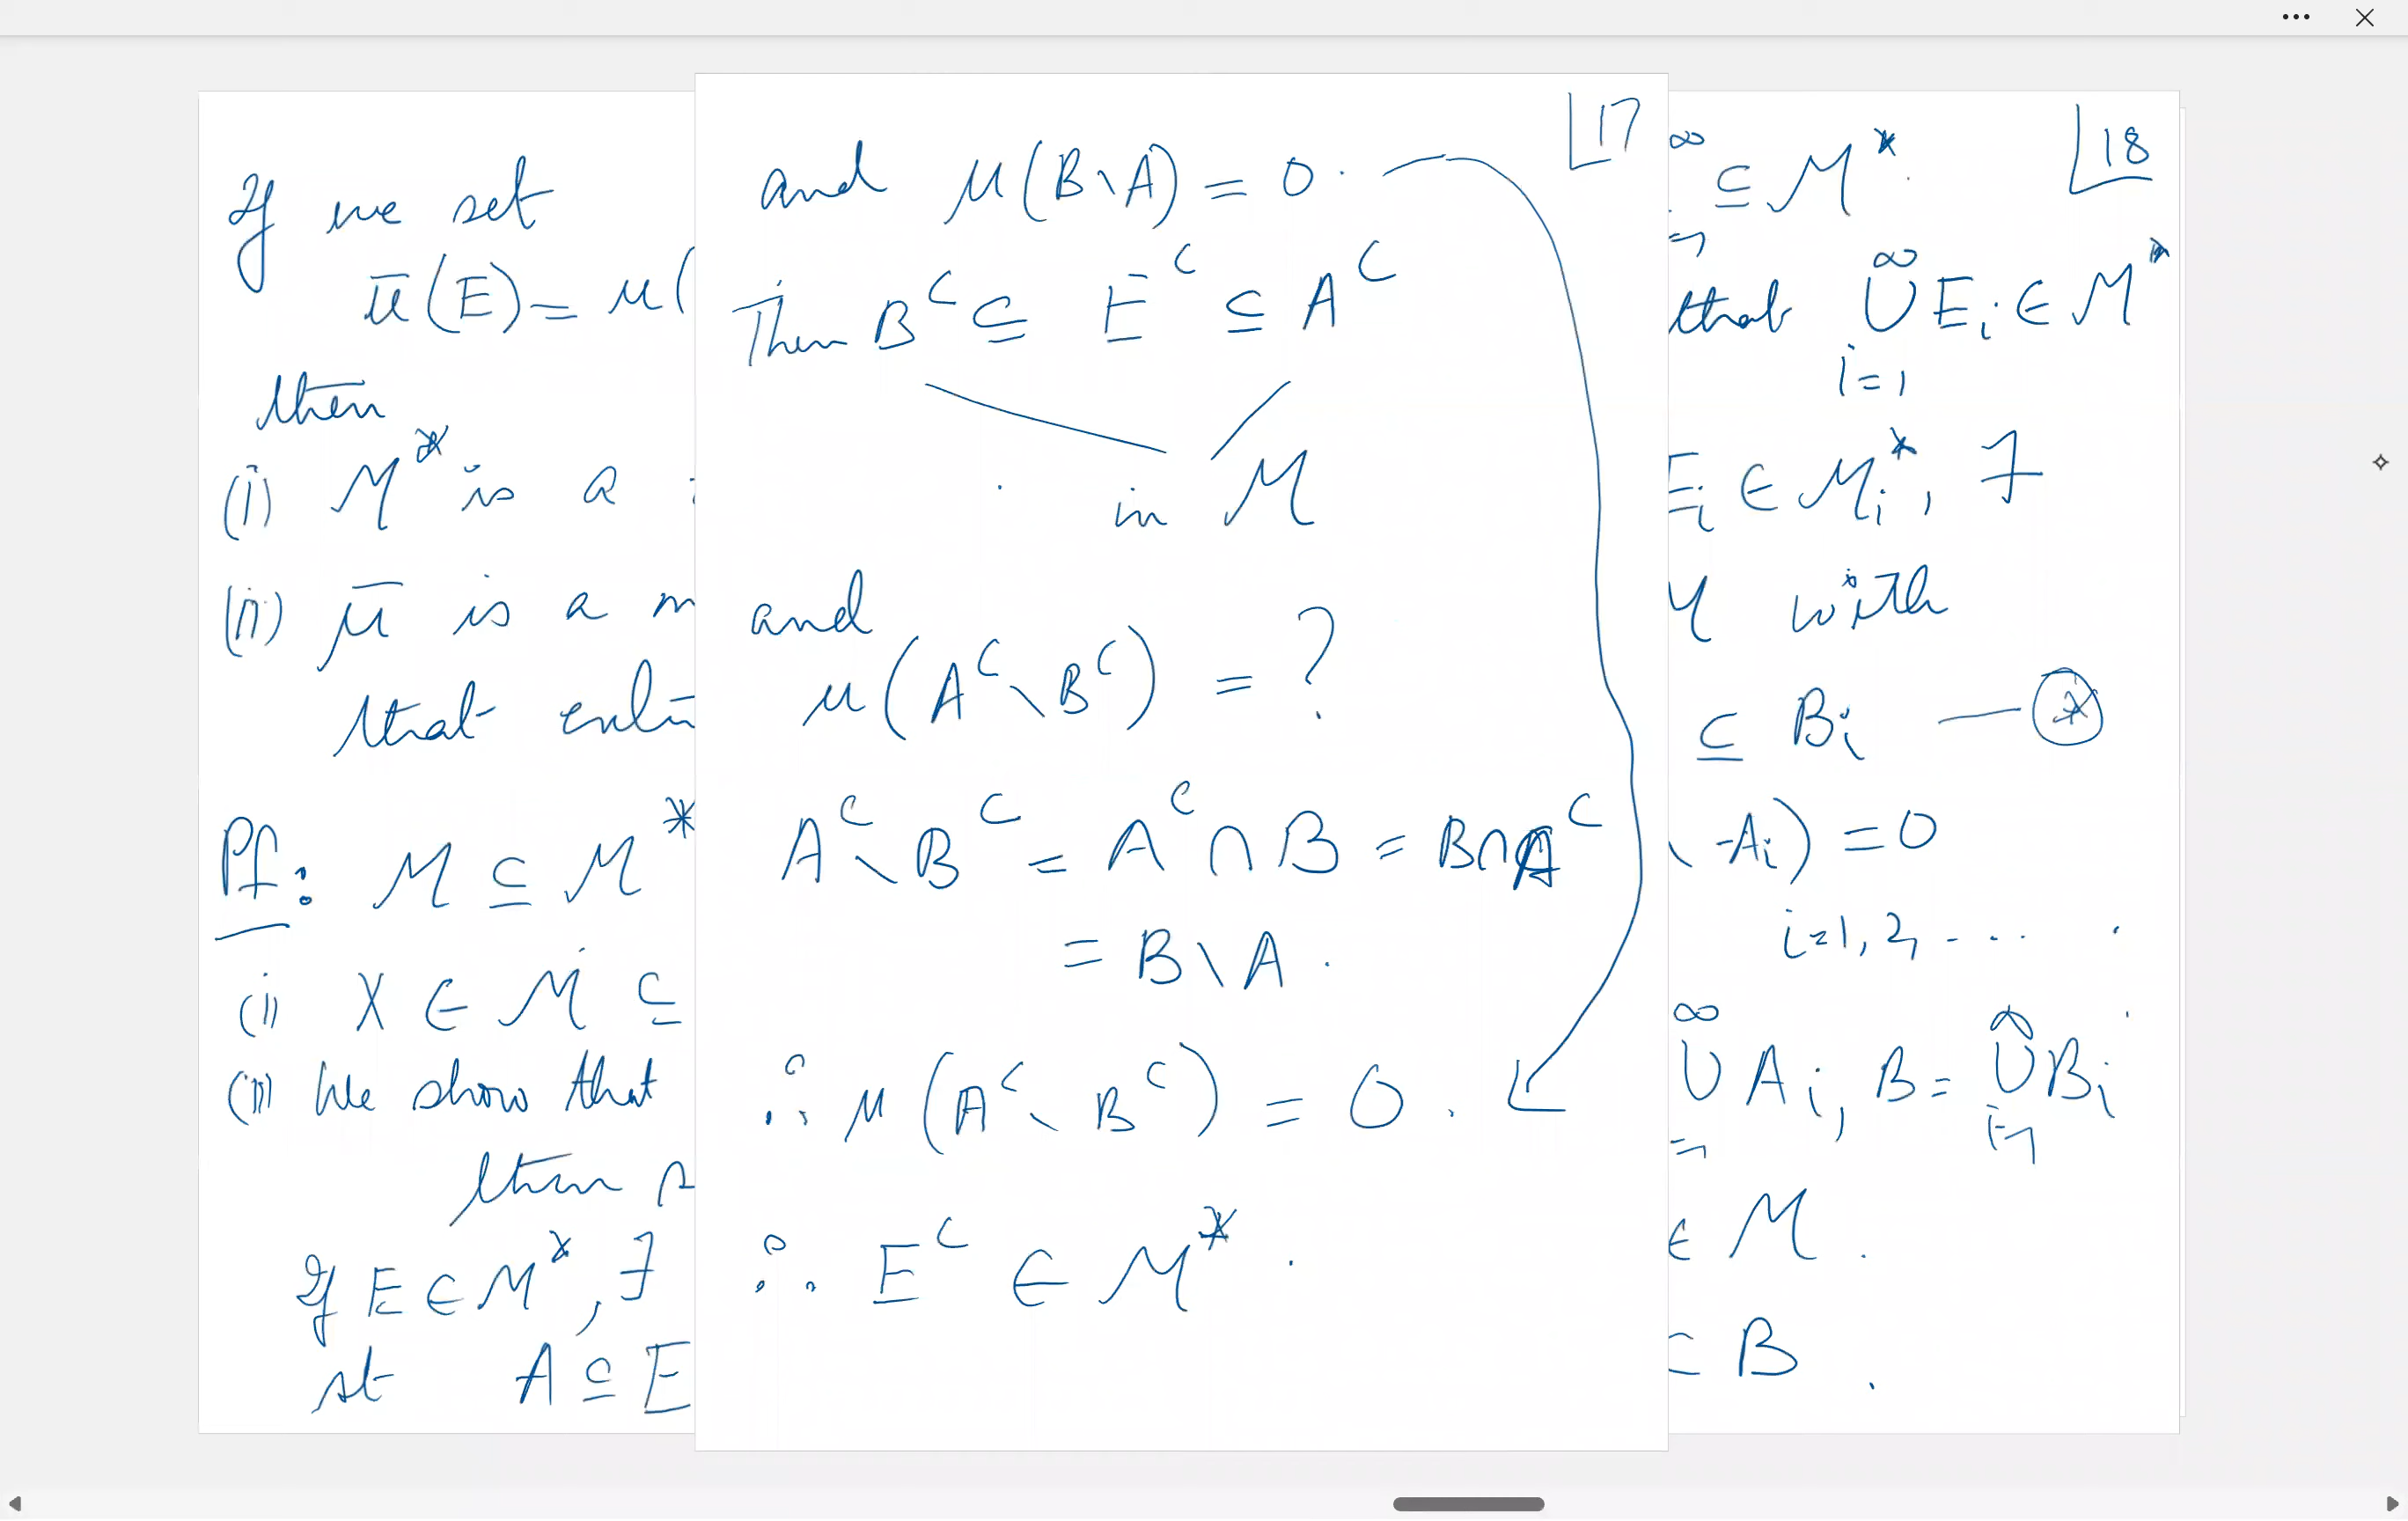 If we set
μ̄(E) = μ(
then
(i) M* is a
(ii) μ̄ is a m
that
Pf: M ⊆ M*
(i) X ∈ M ⊆
(ii) We show that
then
If E ∈ M*, ∃
st A ⊆ E
17
and μ(B∖A) = 0.
Then B^c ⊆ E^c ⊆ A^c
in M
and
μ(A^c∖B^c) = ?
A^c∖B^c = A^c ∩ B = B∩A^c
= B∖A.
∴ μ(A^c∖B^c) = 0.
∴ E^c ∈ M*.
18
∞ ⊆ M*.
that ∞∪i=1 E_i ∈ M*
E_i ∈ M_i*, ∃
with
⊆ B_i — ⊛
-A_i) = 0
i=1, 2, - ...
∞∪ A_i, B = ∞∪i=1 B_i
∈ M.
⊆ B.